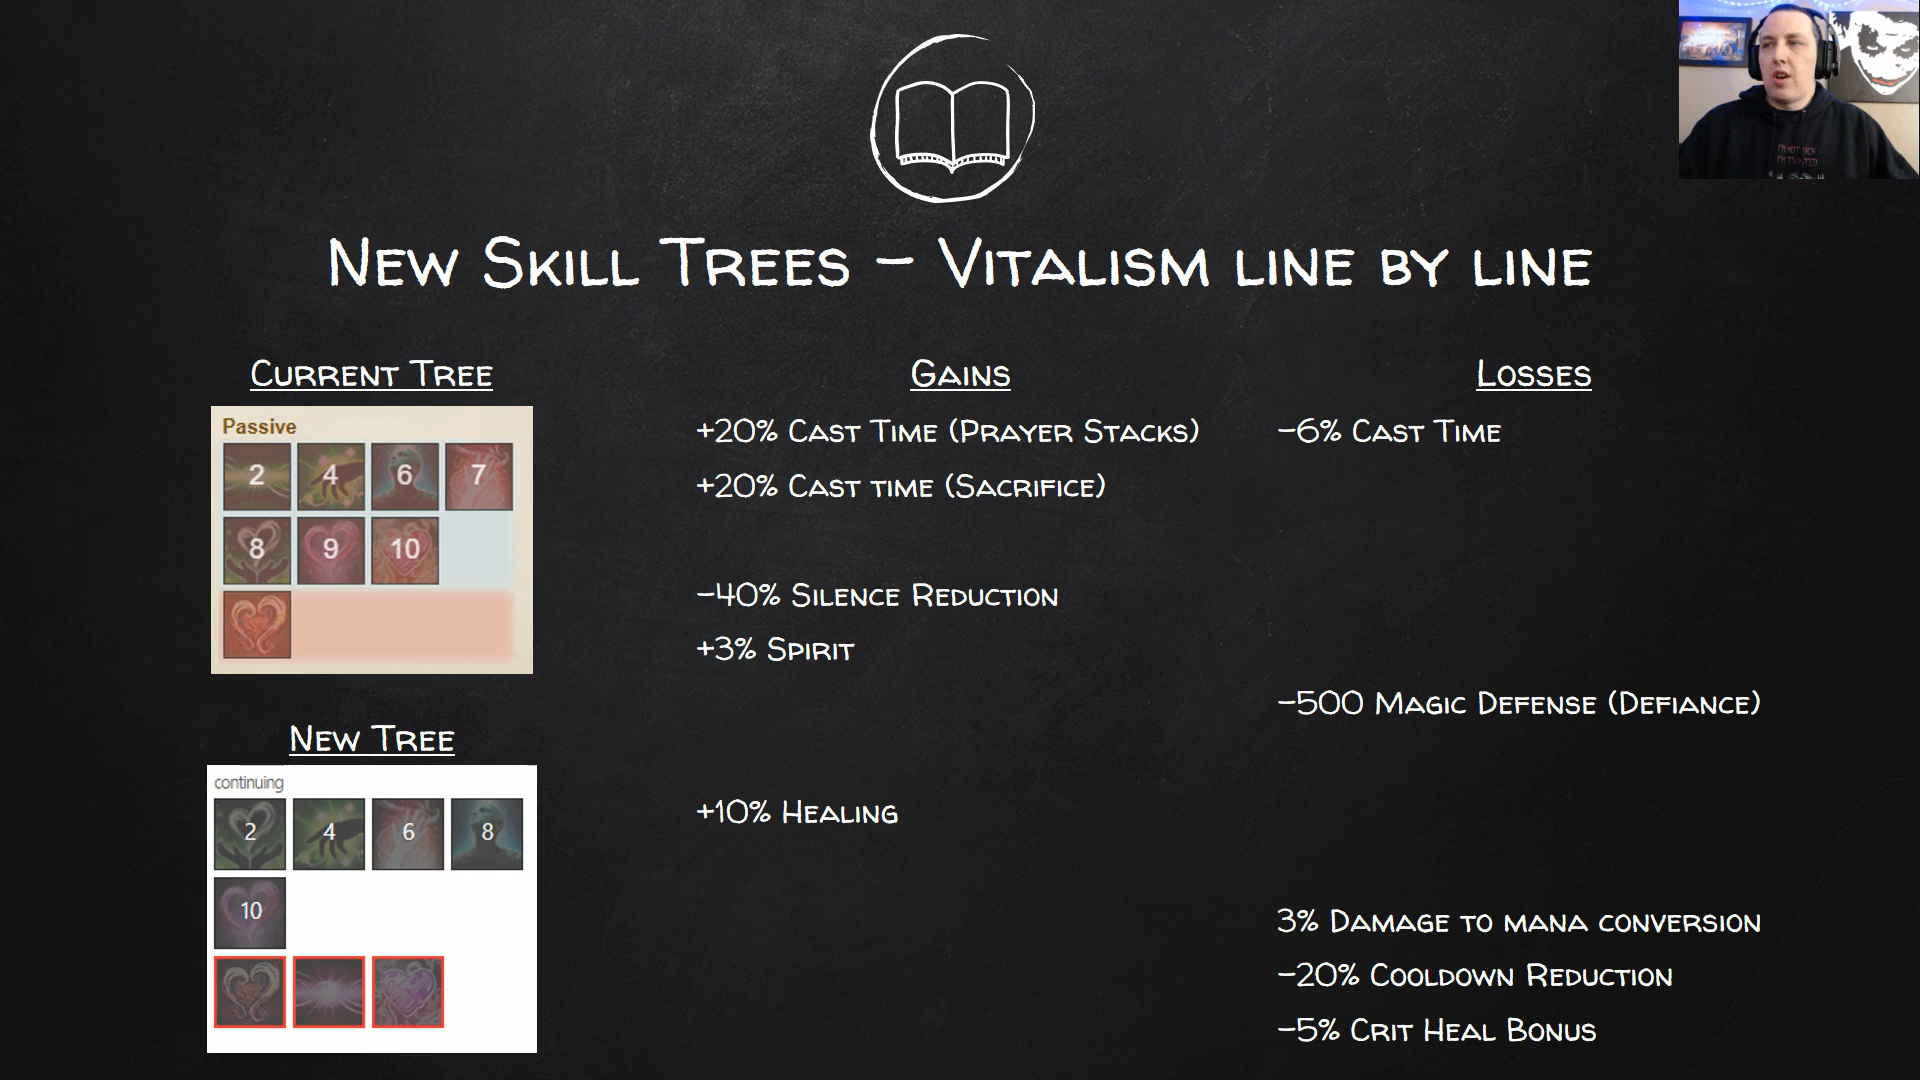 New Skill Trees - Vitalism line by line
Current Tree
Passive
2 4 6 7
8 9 10
New Tree
continuing
2 4 6 8
10
Gains
+20% Cast Time (Prayer Stacks)
+20% Cast time (Sacrifice)
-40% Silence Reduction
+3% Spirit
+10% Healing
Losses
-6% Cast Time
-500 Magic Defense (Defiance)
3% Damage to mana conversion
-20% Cooldown Reduction
-5% Crit Heal Bonus